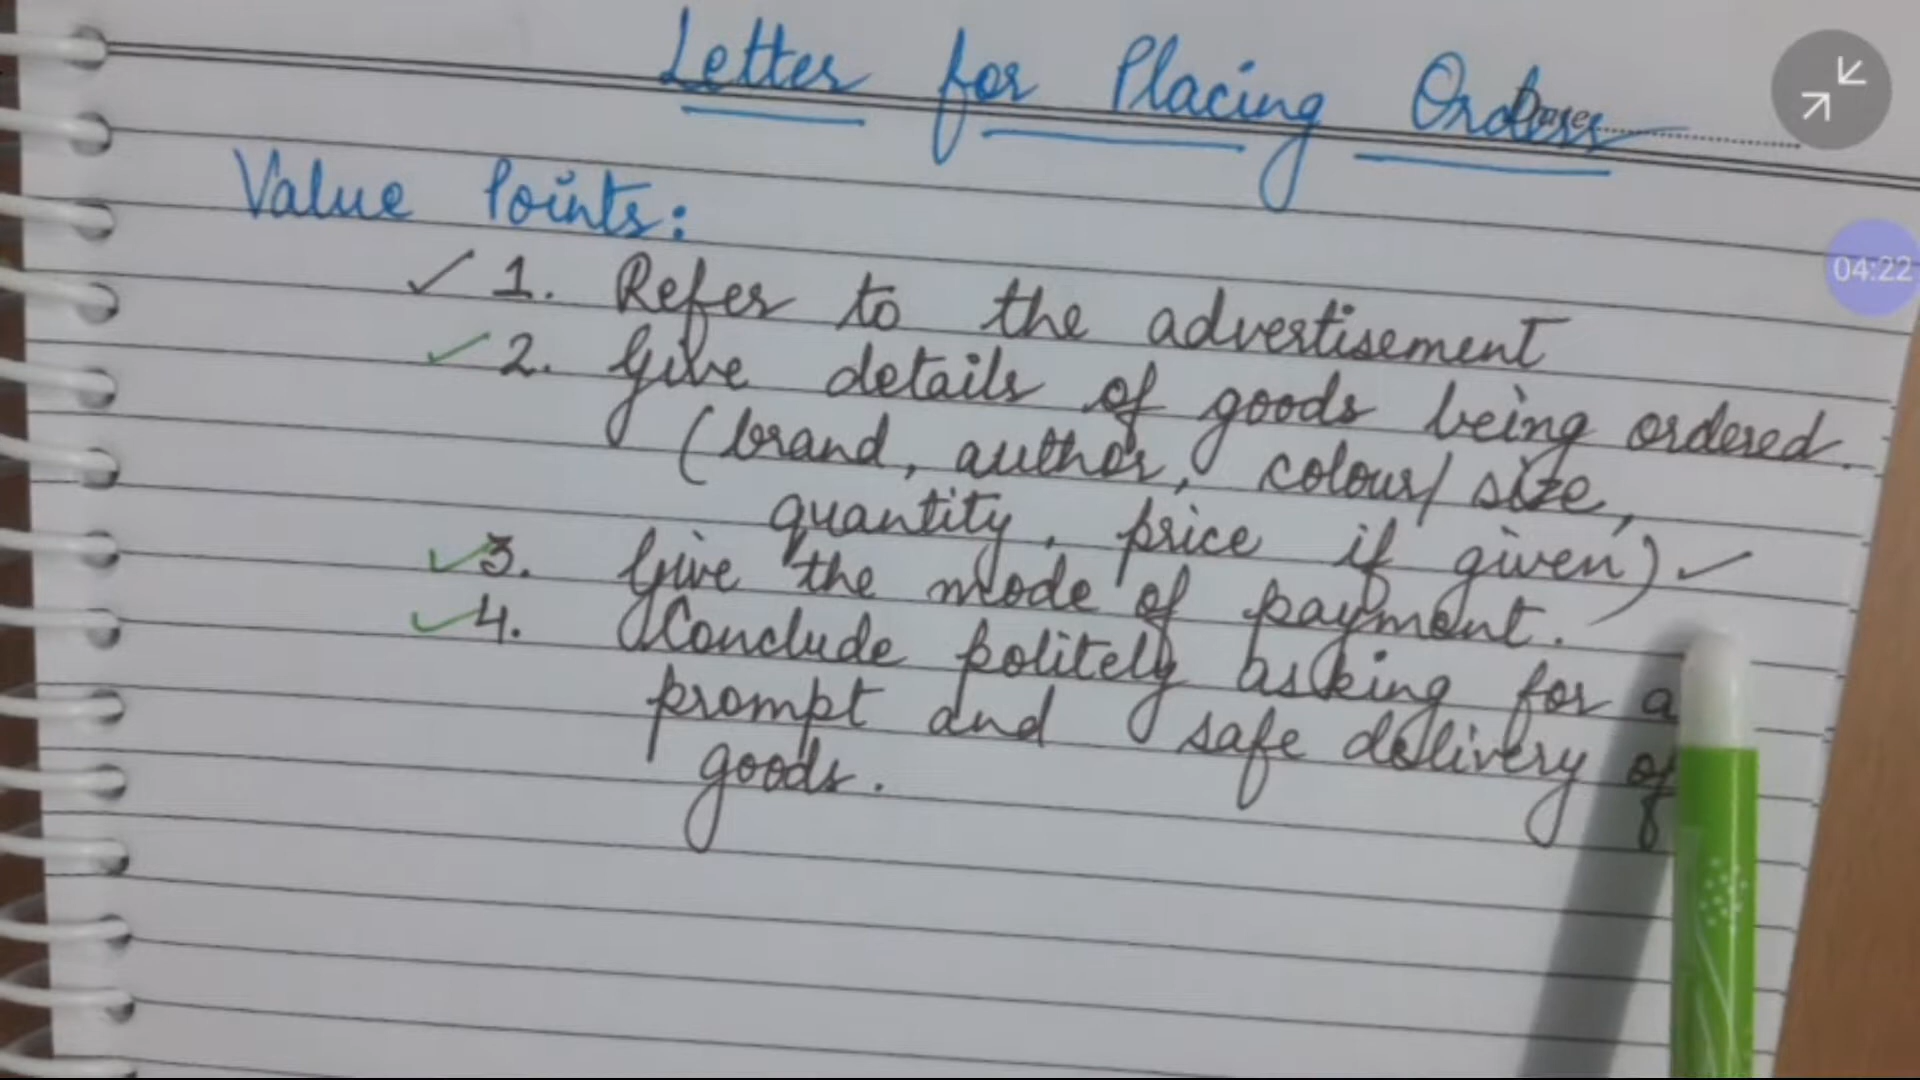 Letter for Placing Orders
Value Points:
04:22
1. Refer to the advertisement
2. Give details of goods being ordered.
(brand, author, colour/ size,
quantity, price if given)
3. Give the mode of payment.
4. Conclude politely asking for a
prompt and safe delivery of
goods.